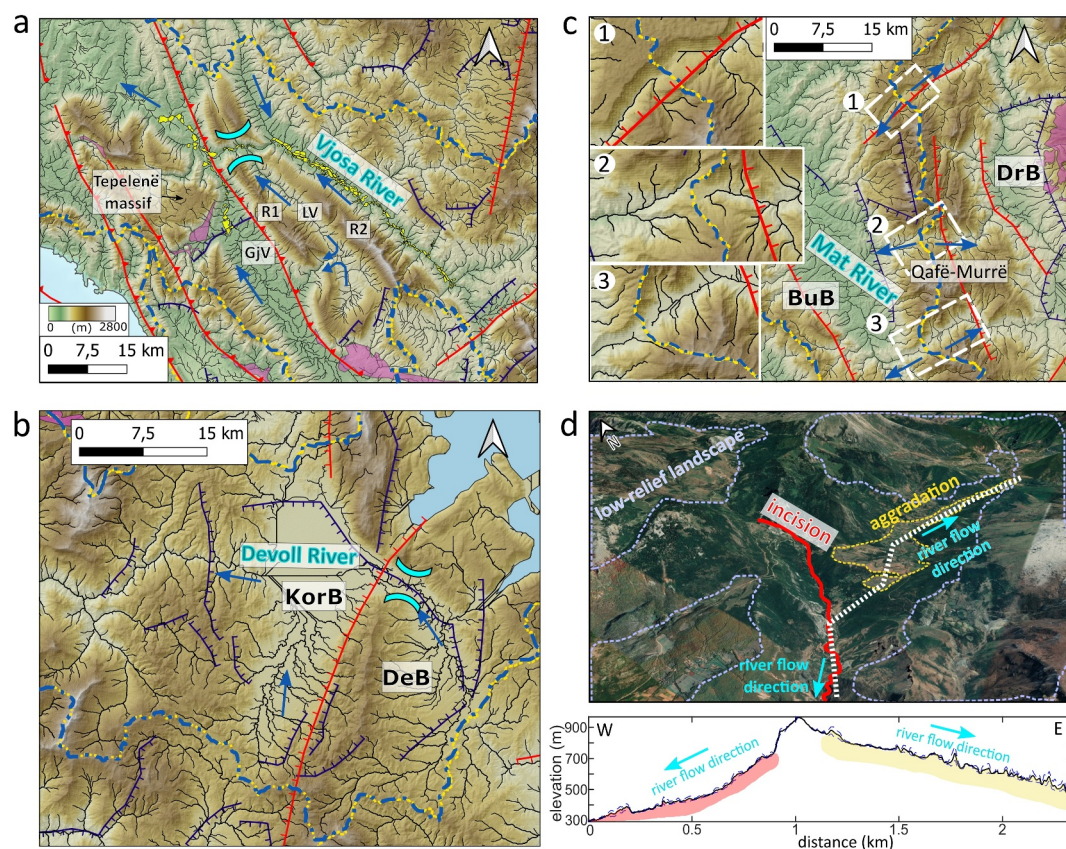 a
Vjosa River
Tepelenë
massif
R1
LV
R2
GjV
0 (m) 2800
0 7,5 15 km
b
0 7,5 15 km
Devoll River
KorB
DeB
c
0 7,5 15 km
1
2
3
1
2
3
DrB
Mat River
Qafë-Murrë
BuB
d
N
low-relief landscape
incision
aggradation
river flow
direction
river flow
direction
W
E
river flow direction
river flow direction
elevation (m)
900
700
500
300
0
0.5
1
1.5
2
distance (km)